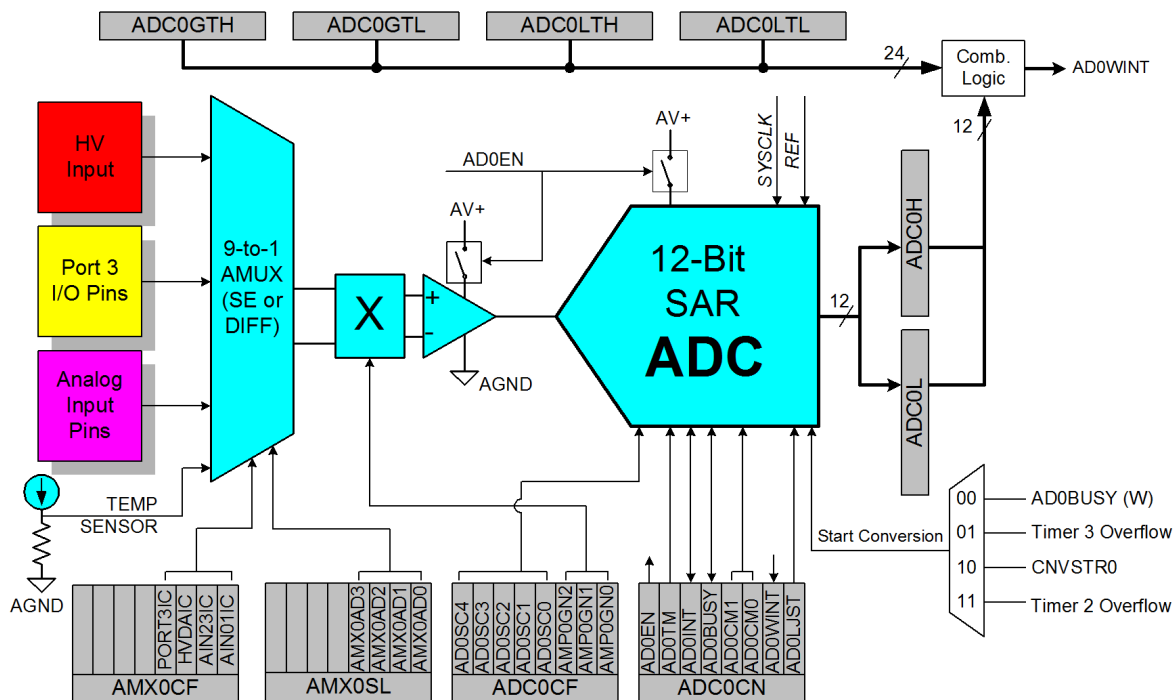 ADC0GTH
ADC0GTL
ADC0LTH
ADC0LTL
24
Comb.
Logic
AD0WINT
12
HV
Input
Port 3
I/O Pins
Analog
Input
Pins
TEMP
SENSOR
AGND
9-to-1
AMUX
(SE or
DIFF)
X
+
-
AV+
AGND
AD0EN
AV+
SYSCLK
REF
12-Bit
SAR
ADC
12
ADC0H
ADC0L
Start Conversion
00
AD0BUSY (W)
01
Timer 3 Overflow
10
CNVSTR0
11
Timer 2 Overflow
PORT3IC
HVDAIC
AIN23IC
AIN01IC
AMX0CF
AMX0AD3
AMX0AD2
AMX0AD1
AMX0AD0
AMX0SL
AD0SC4
AD0SC3
AD0SC2
AD0SC1
AD0SC0
AMP0GN2
AMP0GN1
AMP0GN0
ADC0CF
AD0EN
AD0TM
AD0INT
AD0BUSY
AD0CM1
AD0CM0
AD0WINT
AD0LJST
ADC0CN